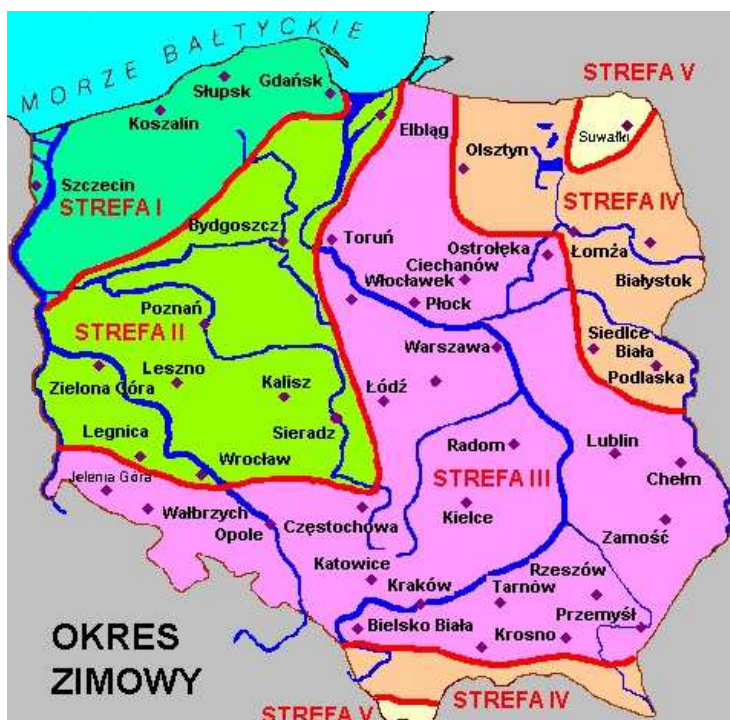 MORZE BAŁTYCKIE
STREFA V
Słupsk
Gdańsk
Koszalin
Suwałki
Elbląg
Olsztyn
Szczecin
STREFA I
STREFA IV
Bydgoszcz
Toruń
Ostrołęka
Łomża
Ciechanów
Włocławek
Białystok
Poznań
Płock
STREFA II
Siedlce
Warszawa
Biała
Leszno
Podlaska
Zielona Góra
Kalisz
Łódź
Legnica
Sieradz
Radom
Lublin
Wrocław
STREFA III
Chełm
Jelenia Góra
Wałbrzych
Częstochowa
Kielce
Opole
Zamość
Katowice
Rzeszów
Kraków
Tarnów
Przemyśl
OKRES
Bielsko Biała
Krosno
ZIMOWY
STREFA IV
STREFA V